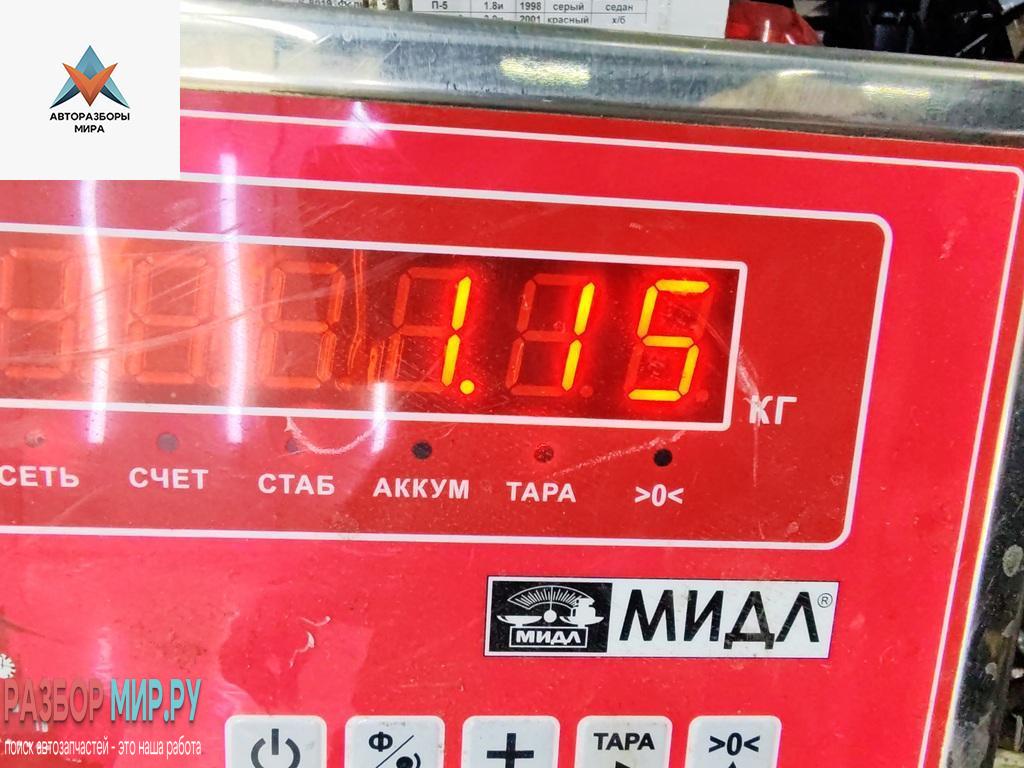 П-5 1.8и 1998 серый седан
2001 красный х/б
АВТОРАЗБОРЫ
МИРА
1.15
КГ
СЕТЬ СЧЕТ СТАБ АККУМ ТАРА >0<
МИДЛ МИДЛ®
РАЗБОР МИР.РУ
поиск автозапчастей - это наша работа
Ф + ТАРА >0<